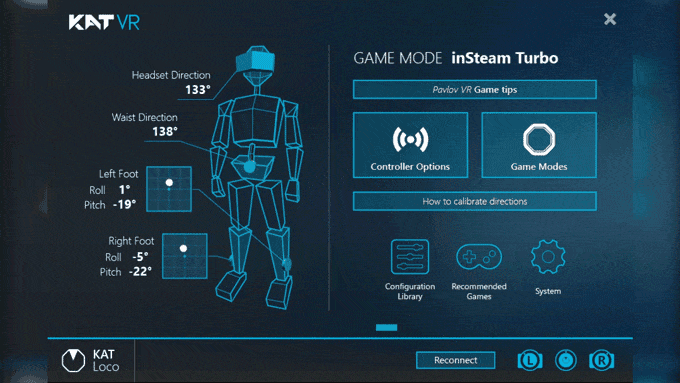 KAT VR
GAME MODE inSteam Turbo
Headset Direction
133°
Pavlov VR Game tips
Waist Direction
138°
Controller Options
Game Modes
Left Foot
Roll 1°
Pitch -19°
How to calibrate directions
Right Foot
Roll -5°
Pitch -22°
Configuration
Library
Recommended
Games
System
KAT
Loco
Reconnect
L
R